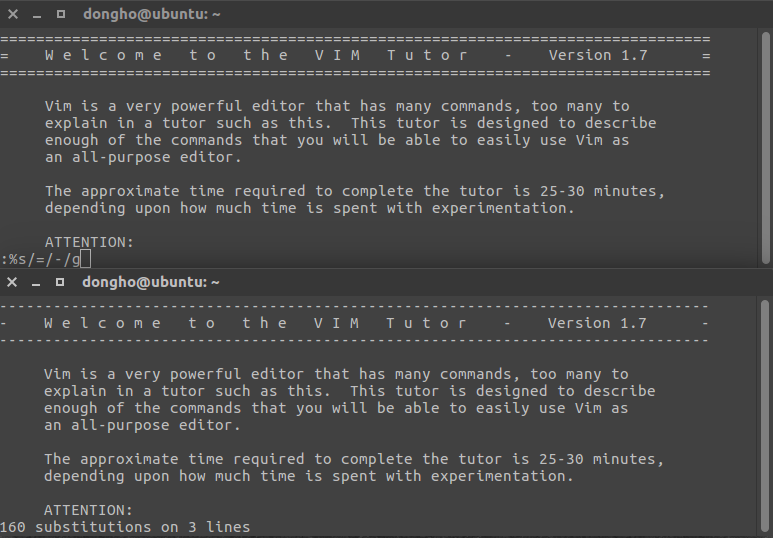 dongho@ubuntu: ~
===============================================================================
=    W e l c o m e   t o   t h e   V I M   T u t o r    -    Version 1.7      =
===============================================================================
Vim is a very powerful editor that has many commands, too many to
explain in a tutor such as this.  This tutor is designed to describe
enough of the commands that you will be able to easily use Vim as
an all-purpose editor.
The approximate time required to complete the tutor is 25-30 minutes,
depending upon how much time is spent with experimentation.
ATTENTION:
:%s/=/-/g
dongho@ubuntu: ~
-------------------------------------------------------------------------------
-    W e l c o m e   t o   t h e   V I M   T u t o r    -    Version 1.7      -
-------------------------------------------------------------------------------
Vim is a very powerful editor that has many commands, too many to
explain in a tutor such as this.  This tutor is designed to describe
enough of the commands that you will be able to easily use Vim as
an all-purpose editor.
The approximate time required to complete the tutor is 25-30 minutes,
depending upon how much time is spent with experimentation.
ATTENTION:
160 substitutions on 3 lines